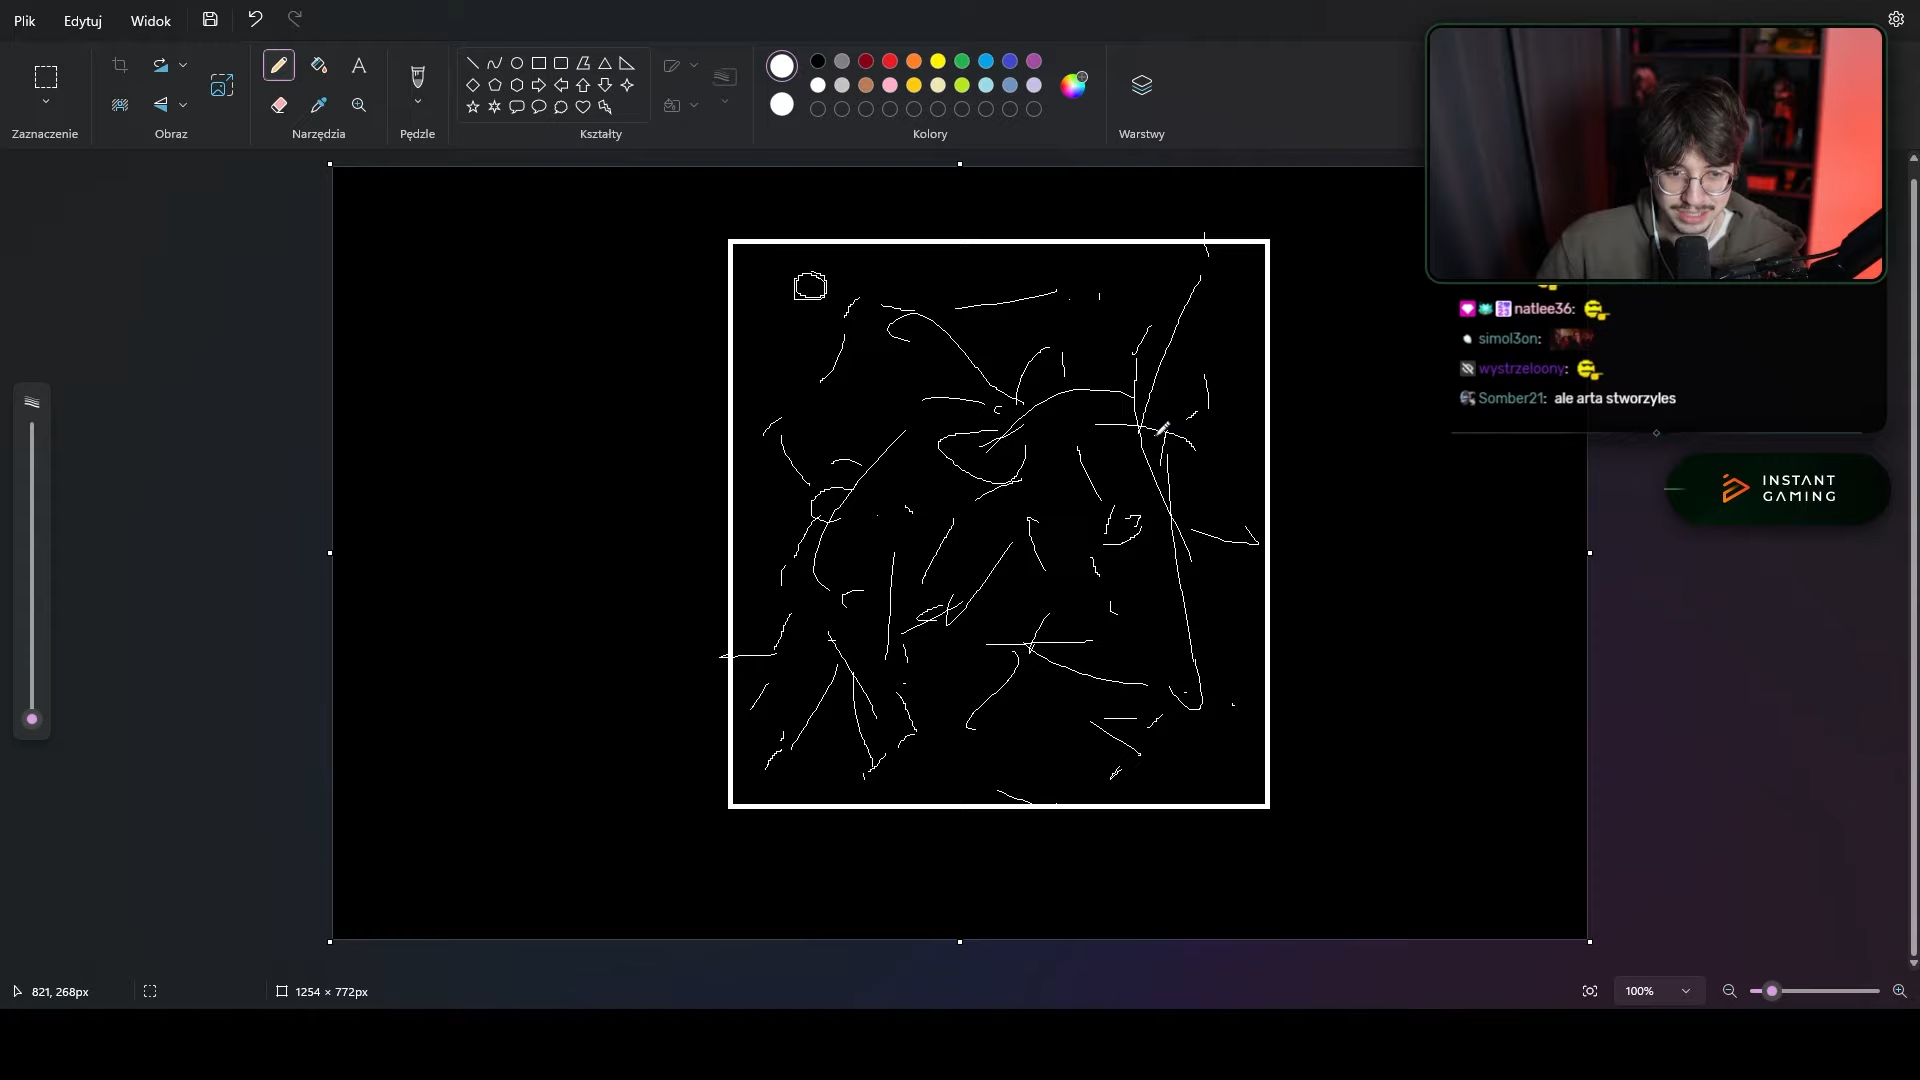 Plik Edytuj Widok
Zaznaczenie Obraz Narzędzia Pędzle Kształty Kolory Warstwy
natlee36:
simol3on:
wystrzeloony:
Somber21: ale arta stworzyles
INSTANT
GAMING
821, 268px 1254 × 772px 100%